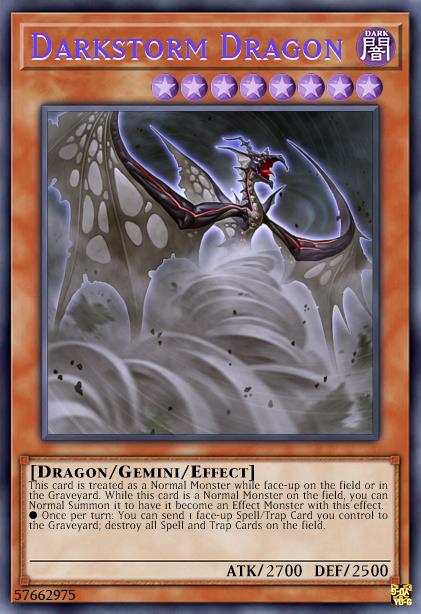 DARKSTORM DRAGON
DARK
闇
[DRAGON/GEMINI/EFFECT]
This card is treated as a Normal Monster while face-up on the field or in
the Graveyard. While this card is a Normal Monster on the field, you can
Normal Summon it to have it become an Effect Monster with this effect.
● Once per turn: You can send 1 face-up Spell/Trap Card you control
to the Graveyard; destroy all Spell and Trap Cards on the field.
ATK/2700 DEF/2500
57662975